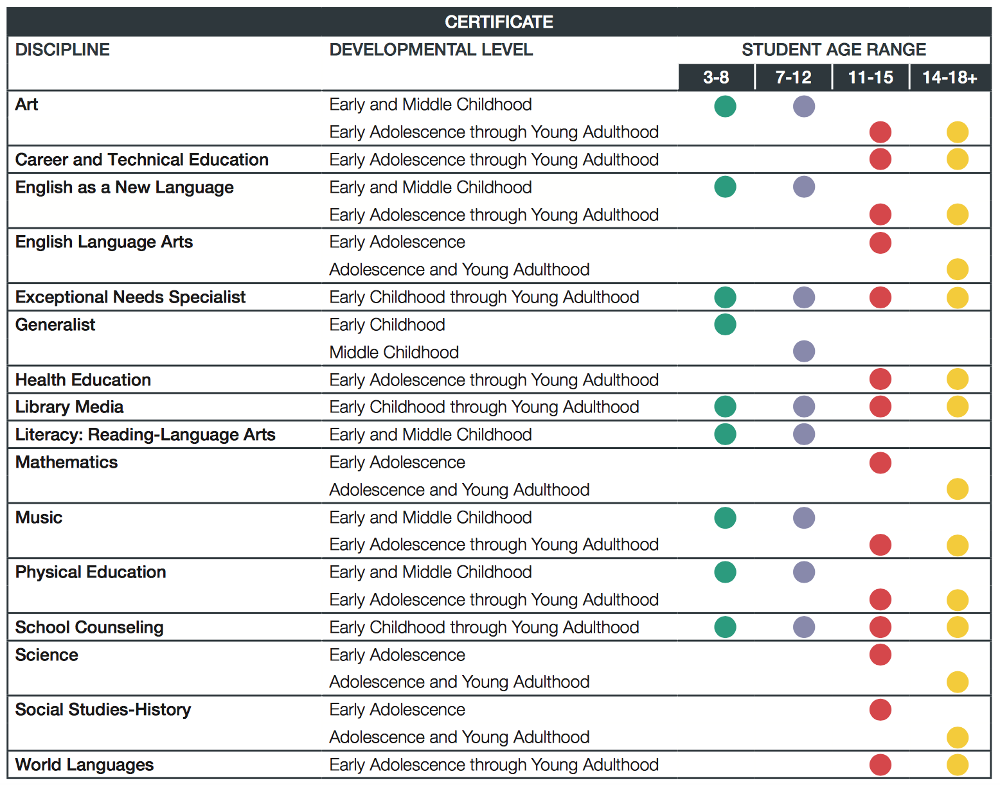 CERTIFICATE
DISCIPLINE DEVELOPMENTAL LEVEL STUDENT AGE RANGE
3-8 7-12 11-15 14-18+
Art Early and Middle Childhood
Early Adolescence through Young Adulthood
Career and Technical Education Early Adolescence through Young Adulthood
English as a New Language Early and Middle Childhood
Early Adolescence through Young Adulthood
English Language Arts Early Adolescence
Adolescence and Young Adulthood
Exceptional Needs Specialist Early Childhood through Young Adulthood
Generalist Early Childhood
Middle Childhood
Health Education Early Adolescence through Young Adulthood
Library Media Early Childhood through Young Adulthood
Literacy: Reading-Language Arts Early and Middle Childhood
Mathematics Early Adolescence
Adolescence and Young Adulthood
Music Early and Middle Childhood
Early Adolescence through Young Adulthood
Physical Education Early and Middle Childhood
Early Adolescence through Young Adulthood
School Counseling Early Childhood through Young Adulthood
Science Early Adolescence
Adolescence and Young Adulthood
Social Studies-History Early Adolescence
Adolescence and Young Adulthood
World Languages Early Adolescence through Young Adulthood